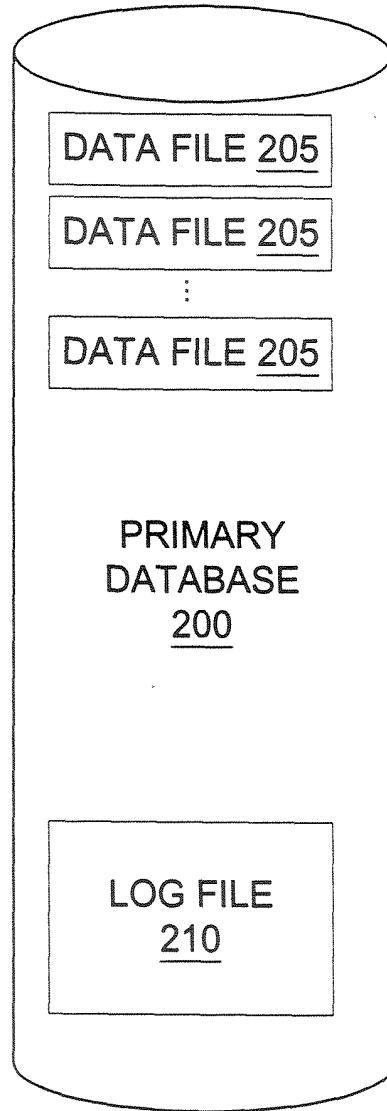 DATA FILE 205
DATA FILE 205
⋮
DATA FILE 205
PRIMARY
DATABASE
200
LOG FILE
210